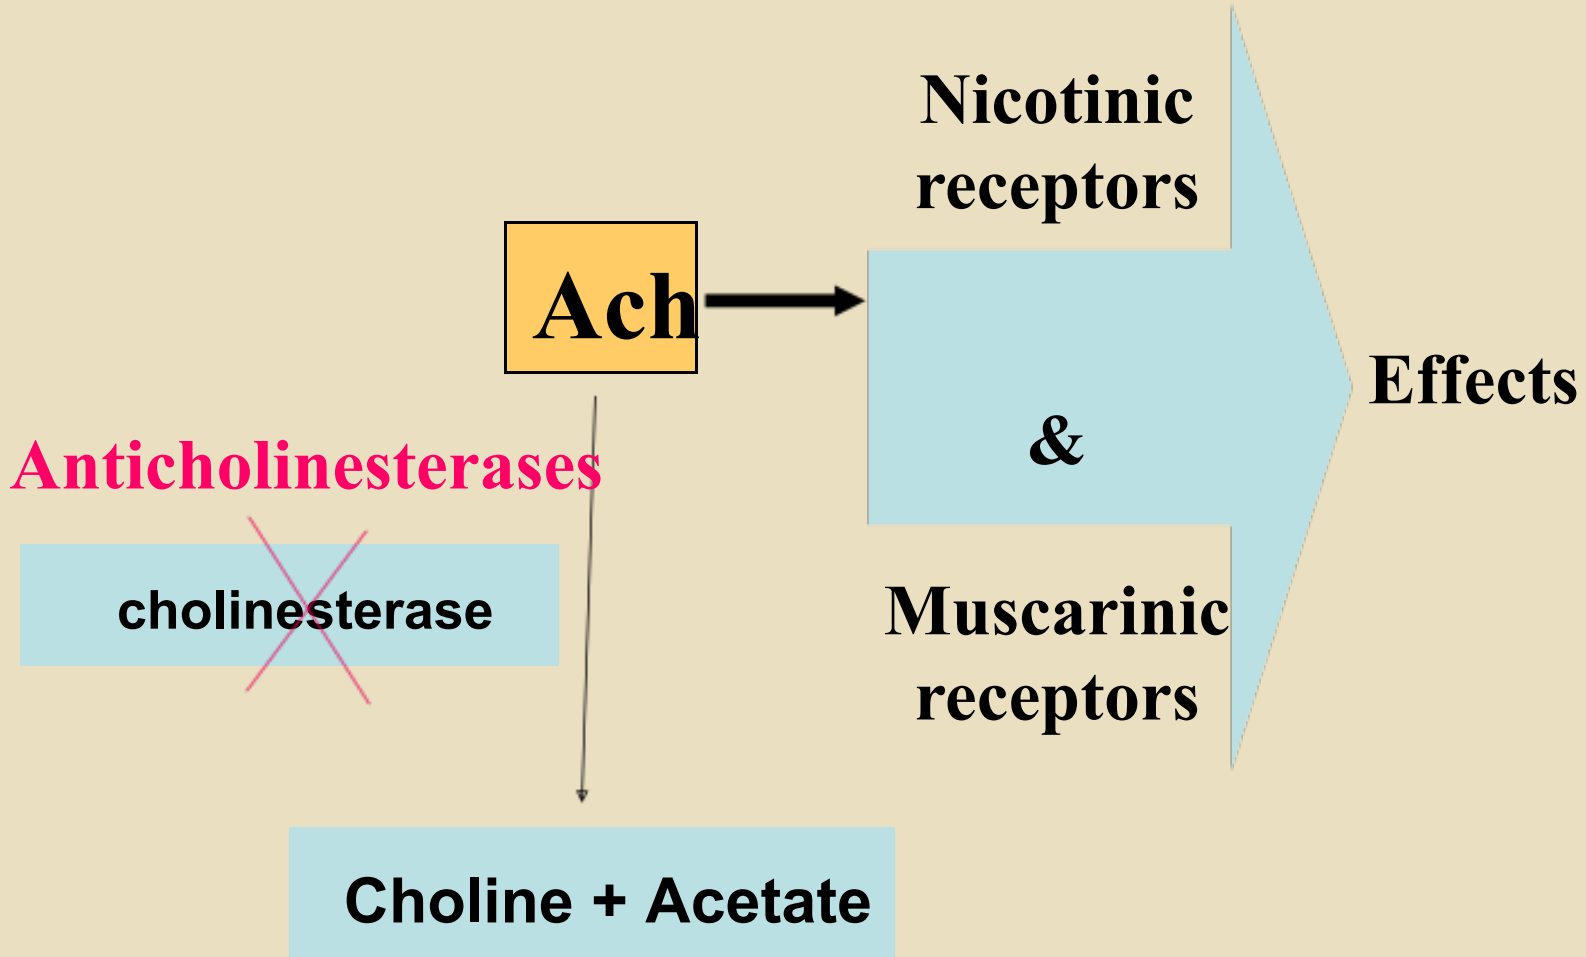 Nicotinic
receptors
Ach
Effects
&
Anticholinesterases
cholinesterase
Muscarinic
receptors
Choline + Acetate